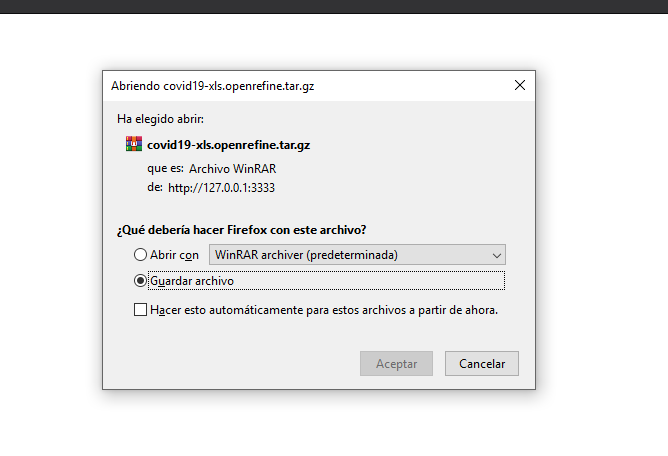 Abriendo covid19-xls.openrefine.tar.gz
Ha elegido abrir:
covid19-xls.openrefine.tar.gz
que es: Archivo WinRAR
de: http://127.0.0.1:3333
¿Qué debería hacer Firefox con este archivo?
Abrir con WinRAR archiver (predeterminada)
Guardar archivo
Hacer esto automáticamente para estos archivos a partir de ahora.
Aceptar Cancelar